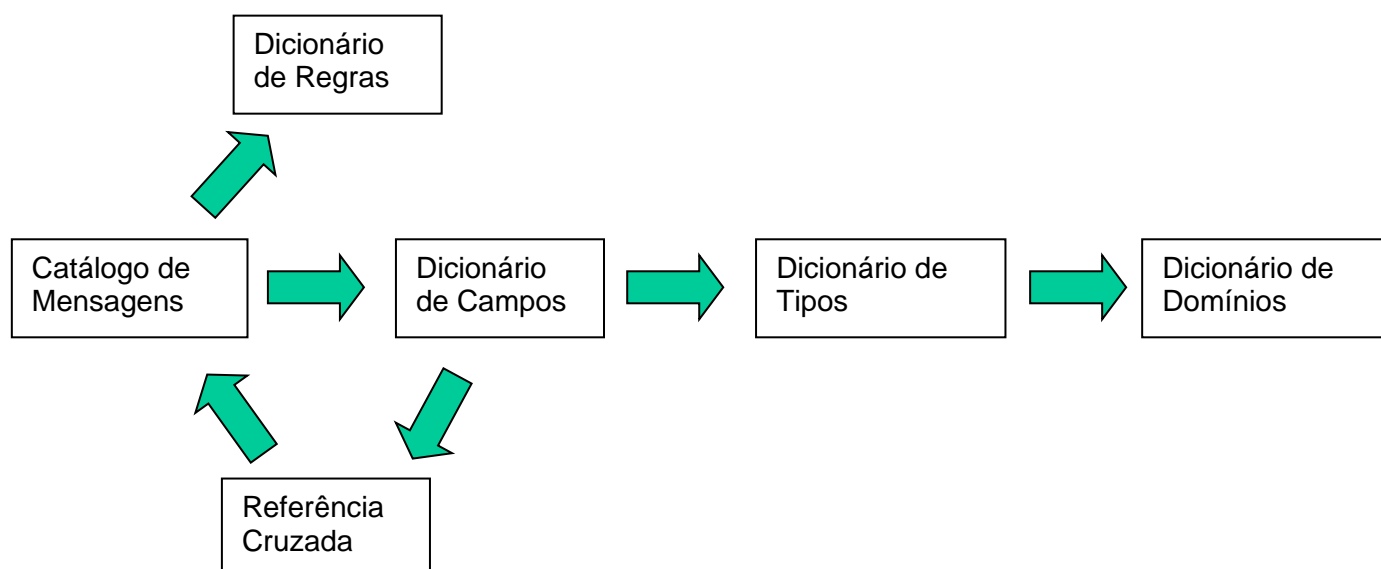 Dicionário
de Regras
Catálogo de
Mensagens
Dicionário
de Campos
Dicionário de
Tipos
Dicionário de
Domínios
Referência
Cruzada